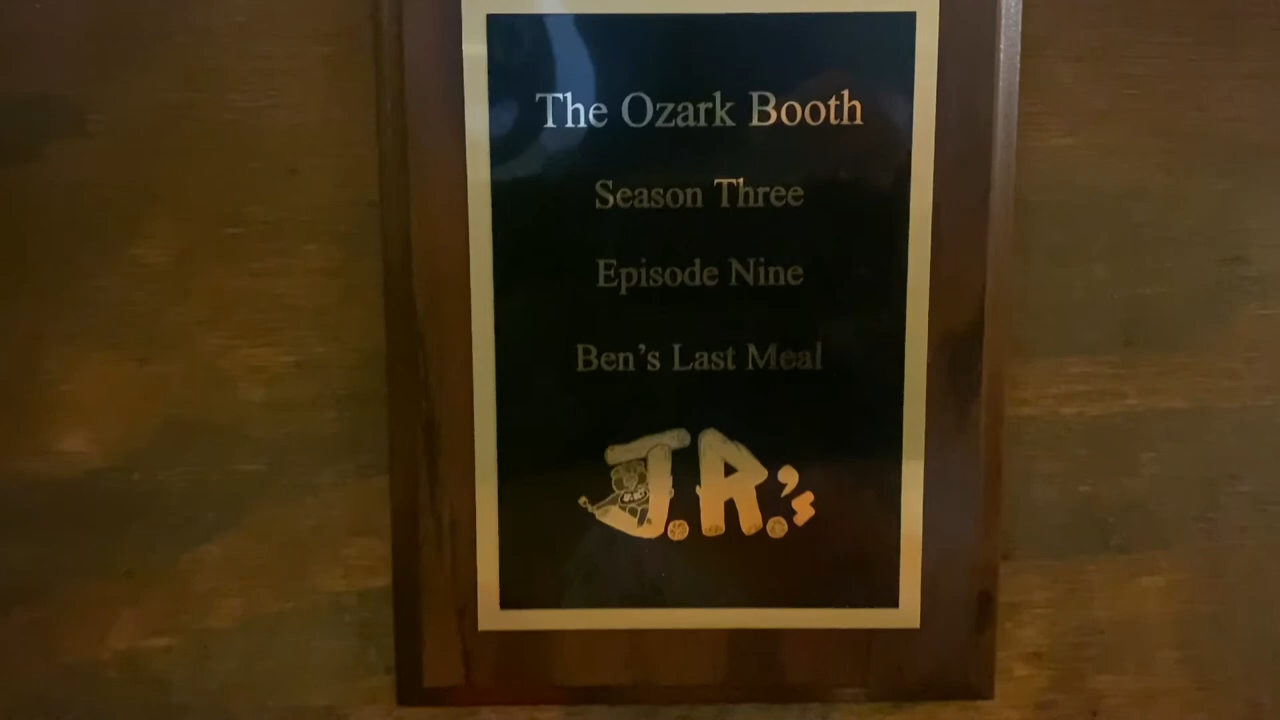 The Ozark Booth
Season Three
Episode Nine
Ben's Last Meal
J.R.'s